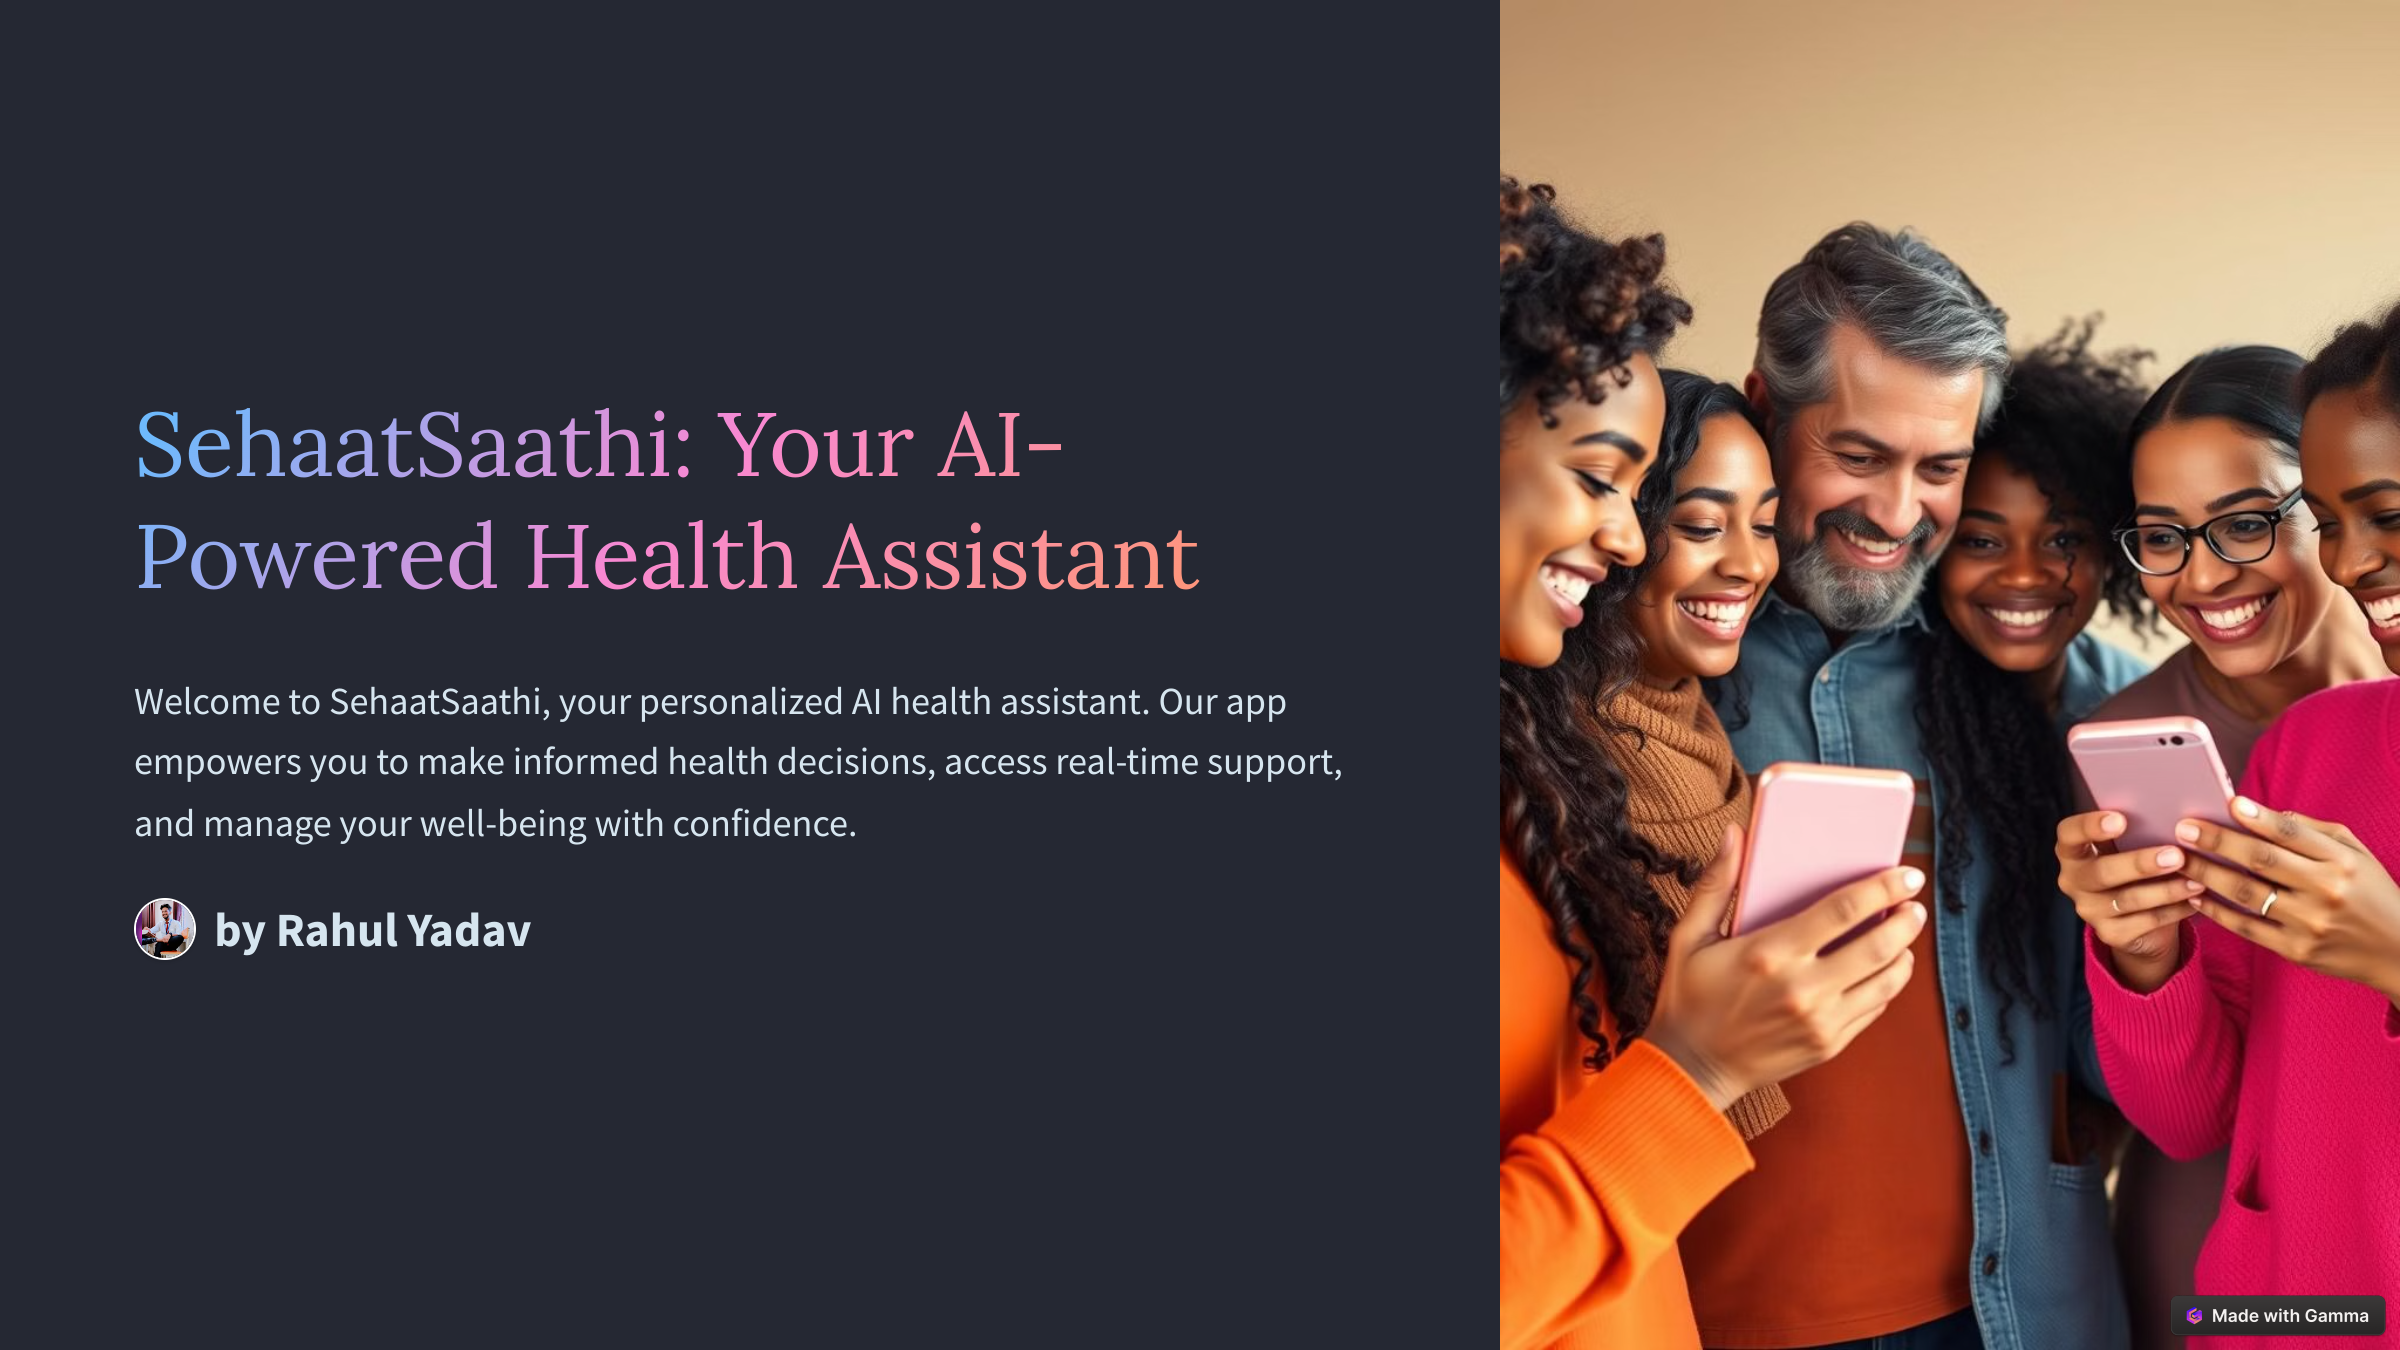 SehaatSaathi: Your AI-
Powered Health Assistant
Welcome to SehaatSaathi, your personalized AI health assistant. Our app
empowers you to make informed health decisions, access real-time support,
and manage your well-being with confidence.
by Rahul Yadav
Made with Gamma